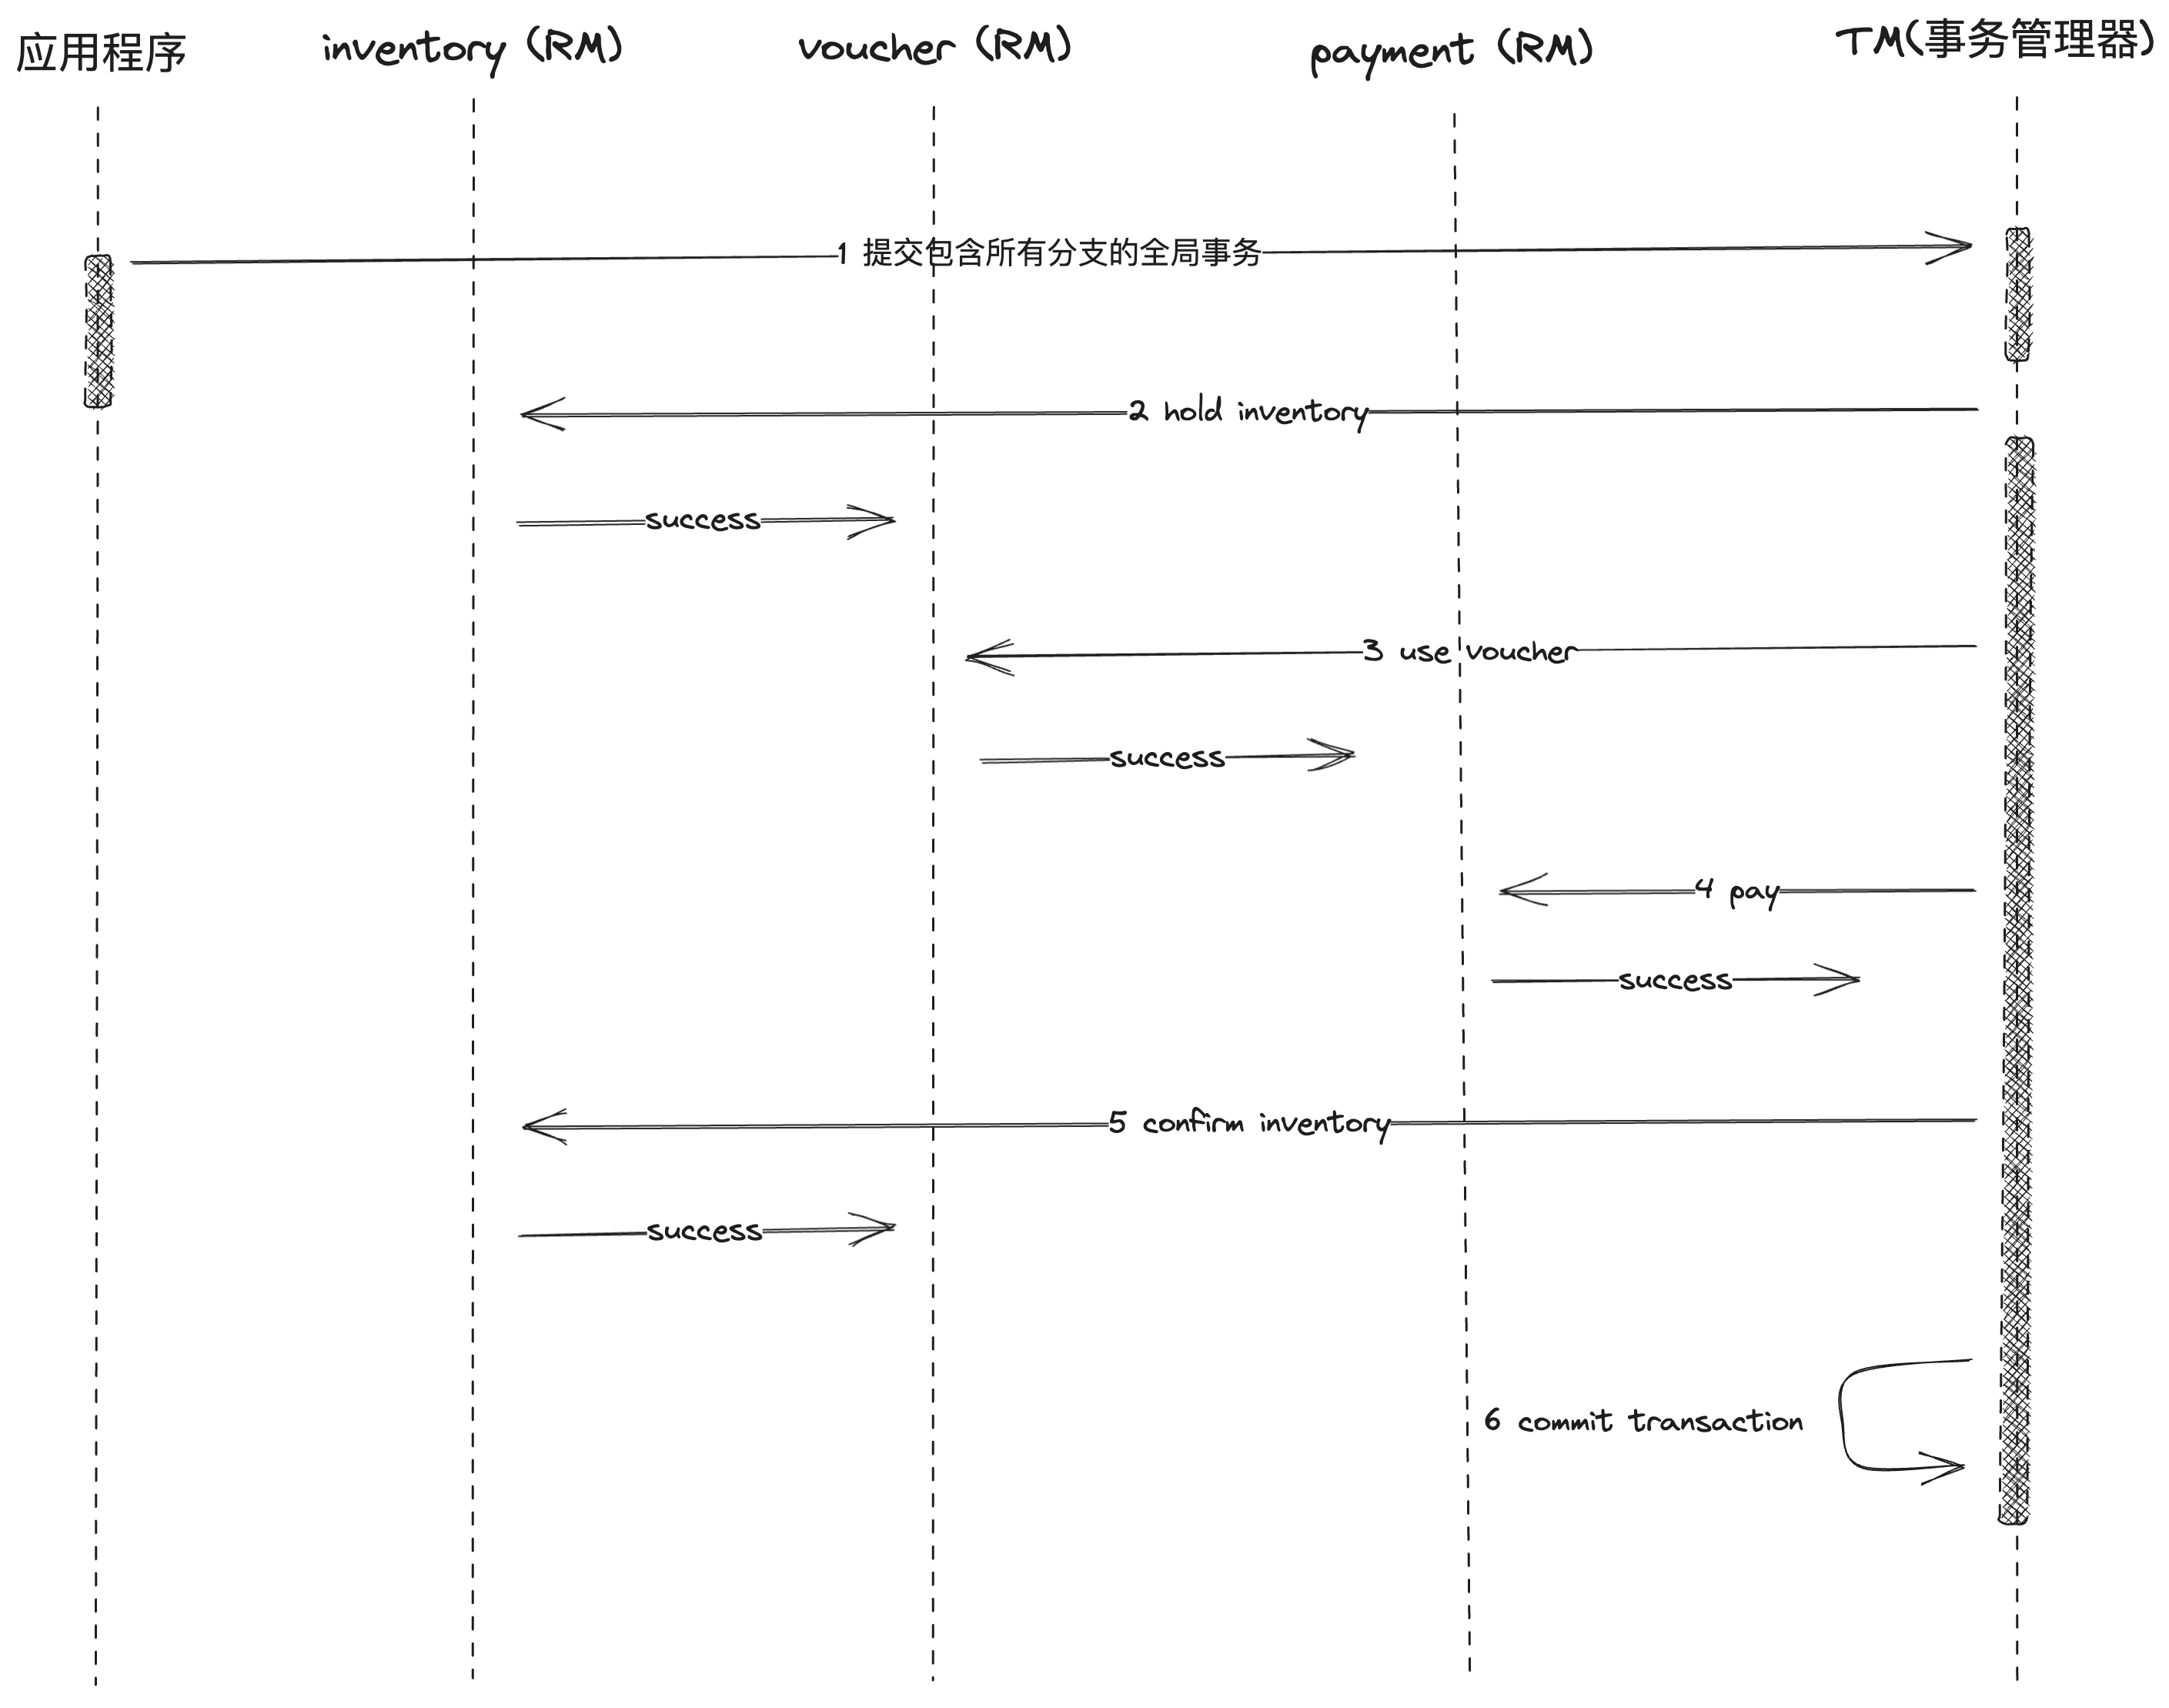 应用程序
inventory (RM)
voucher (RM)
payment (RM)
TM(事务管理器)
1 提交包含所有分支的全局事务
2 hold inventory
success
3 use voucher
success
4 pay
success
5 confirm inventory
success
6 commit transaction